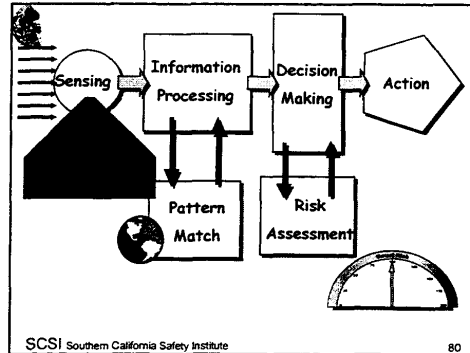 Sensing
Information
Processing
Decision
Making
Action
Pattern
Match
Risk
Assessment
SCSI Southern California Safety Institute
80